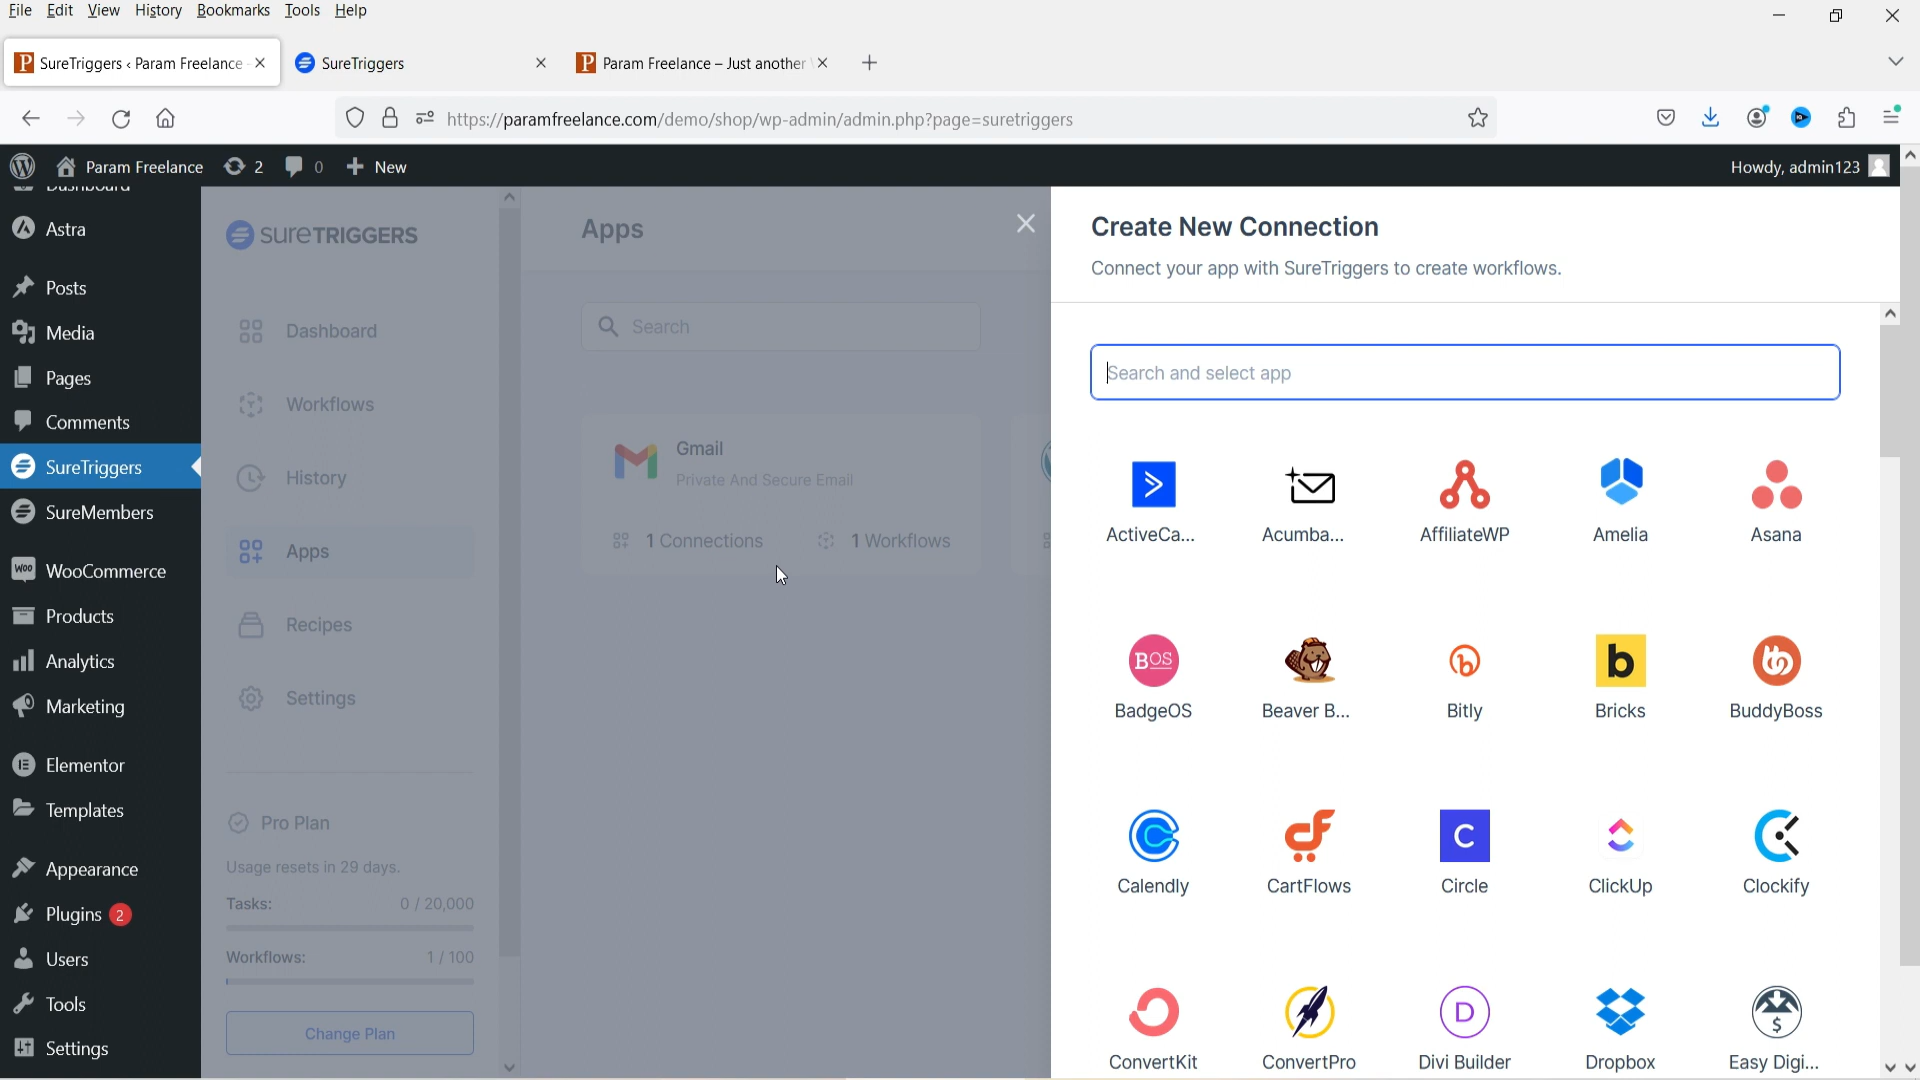 File Edit View History Bookmarks Tools Help
SureTriggers ‹ Param Freelance
SureTriggers
Param Freelance – Just another
https://paramfreelance.com/demo/shop/wp-admin/admin.php?page=suretriggers
Param Freelance 2 0 New
Howdy, admin123
Dashboard
Astra
Posts
Media
Pages
Comments
SureTriggers
SureMembers
WooCommerce
Products
Analytics
Marketing
Elementor
Templates
Appearance
Plugins 2
Users
Tools
Settings
SURETRIGGERS
Dashboard
Workflows
History
Apps
Recipes
Settings
Pro Plan
Usage resets in 29 days.
Tasks: 0 / 20,000
Workflows: 1 / 100
Change Plan
Apps
Search
Gmail
Private And Secure Email
1 Connections 1 Workflows
Create New Connection
Connect your app with SureTriggers to create workflows.
Search and select app
ActiveCa... Acumba... AffiliateWP Amelia Asana
BOS
BadgeOS Beaver B... Bitly Bricks BuddyBoss
Calendly CartFlows Circle ClickUp Clockify
ConvertKit ConvertPro Divi Builder Dropbox Easy Digi...